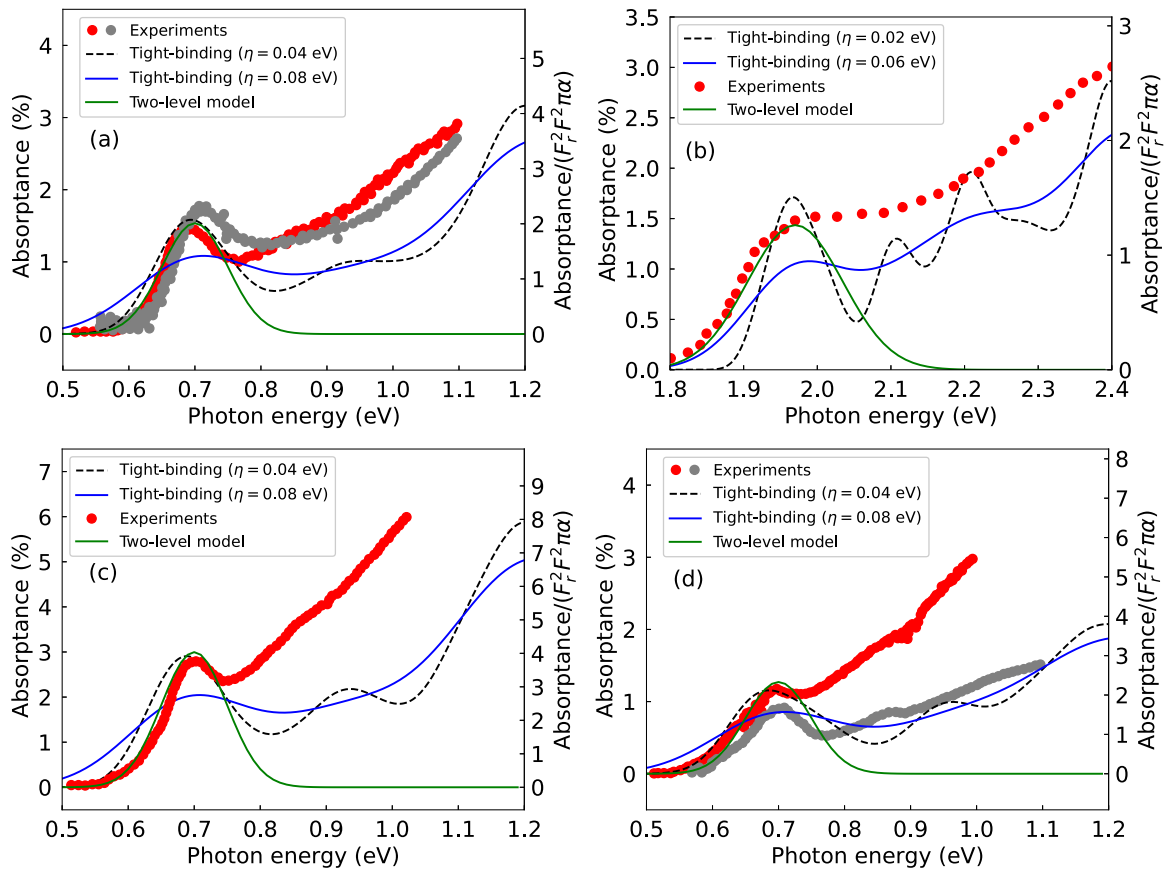 (a)
Experiments
Tight-binding (η = 0.04 eV)
Tight-binding (η = 0.08 eV)
Two-level model
Absorptance (%)
4
3
2
1
0
Absorptance/(F_r^2F^2πα)
5
4
3
2
1
0
0.5 0.6 0.7 0.8 0.9 1.0 1.1 1.2
Photon energy (eV)
(b)
Tight-binding (η = 0.02 eV)
Tight-binding (η = 0.06 eV)
Experiments
Two-level model
Absorptance (%)
3.5
3.0
2.5
2.0
1.5
1.0
0.5
0.0
Absorptance/(F_r^2F^2πα)
3
2
1
0
1.8 1.9 2.0 2.1 2.2 2.3 2.4
Photon energy (eV)
(c)
Tight-binding (η = 0.04 eV)
Tight-binding (η = 0.08 eV)
Experiments
Two-level model
Absorptance (%)
7
6
5
4
3
2
1
0
Absorptance/(F_r^2F^2πα)
9
8
7
6
5
4
3
2
1
0
0.5 0.6 0.7 0.8 0.9 1.0 1.1 1.2
Photon energy (eV)
(d)
Experiments
Tight-binding (η = 0.04 eV)
Tight-binding (η = 0.08 eV)
Two-level model
Absorptance (%)
4
3
2
1
0
Absorptance/(F_r^2F^2πα)
8
7
6
5
4
3
2
1
0
0.5 0.6 0.7 0.8 0.9 1.0 1.1 1.2
Photon energy (eV)